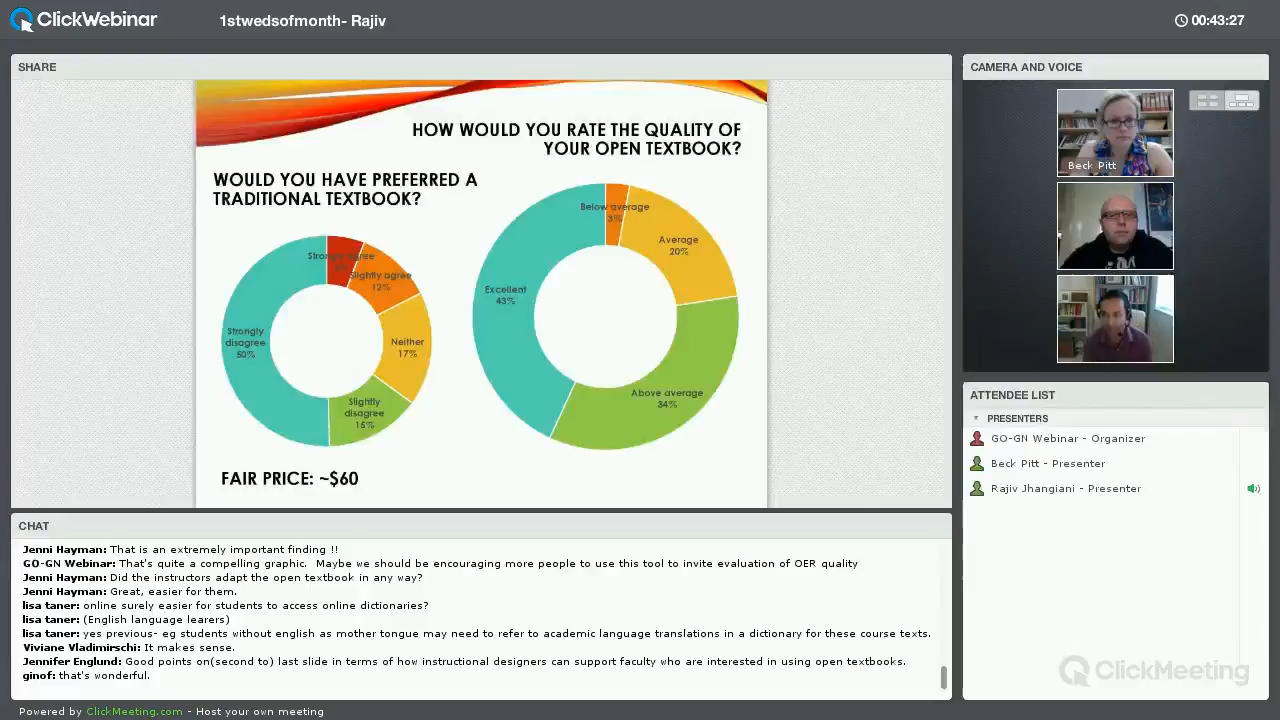 ClickWebinar
1stwedsofmonth- Rajiv
00:43:27
SHARE
HOW WOULD YOU RATE THE QUALITY OF
YOUR OPEN TEXTBOOK?
WOULD YOU HAVE PREFERRED A
TRADITIONAL TEXTBOOK?
Strongly agree
Slightly agree
12%
Neither
17%
Slightly
disagree
15%
Strongly
disagree
50%
Below average
3%
Average
20%
Above average
34%
Excellent
43%
FAIR PRICE: ~$60
CAMERA AND VOICE
Beck Pitt
ATTENDEE LIST
PRESENTERS
GO-GN Webinar - Organizer
Beck Pitt - Presenter
Rajiv Jhangiani - Presenter
CHAT
Jenni Hayman: That is an extremely important finding !!
GO-GN Webinar: That's quite a compelling graphic. Maybe we should be encouraging more people to use this tool to invite evaluation of OER quality
Jenni Hayman: Did the instructors adapt the open textbook in any way?
Jenni Hayman: Great, easier for them.
lisa taner: online surely easier for students to access online dictionaries?
lisa taner: (English language learers)
lisa taner: yes previous- eg students without english as mother tongue may need to refer to academic language translations in a dictionary for these course texts.
Viviane Vladimirschi: It makes sense.
Jennifer Englund: Good points on(second to) last slide in terms of how instructional designers can support faculty who are interested in using open textbooks.
ginof: that's wonderful.
ClickMeeting
Powered by ClickMeeting.com - Host your own meeting